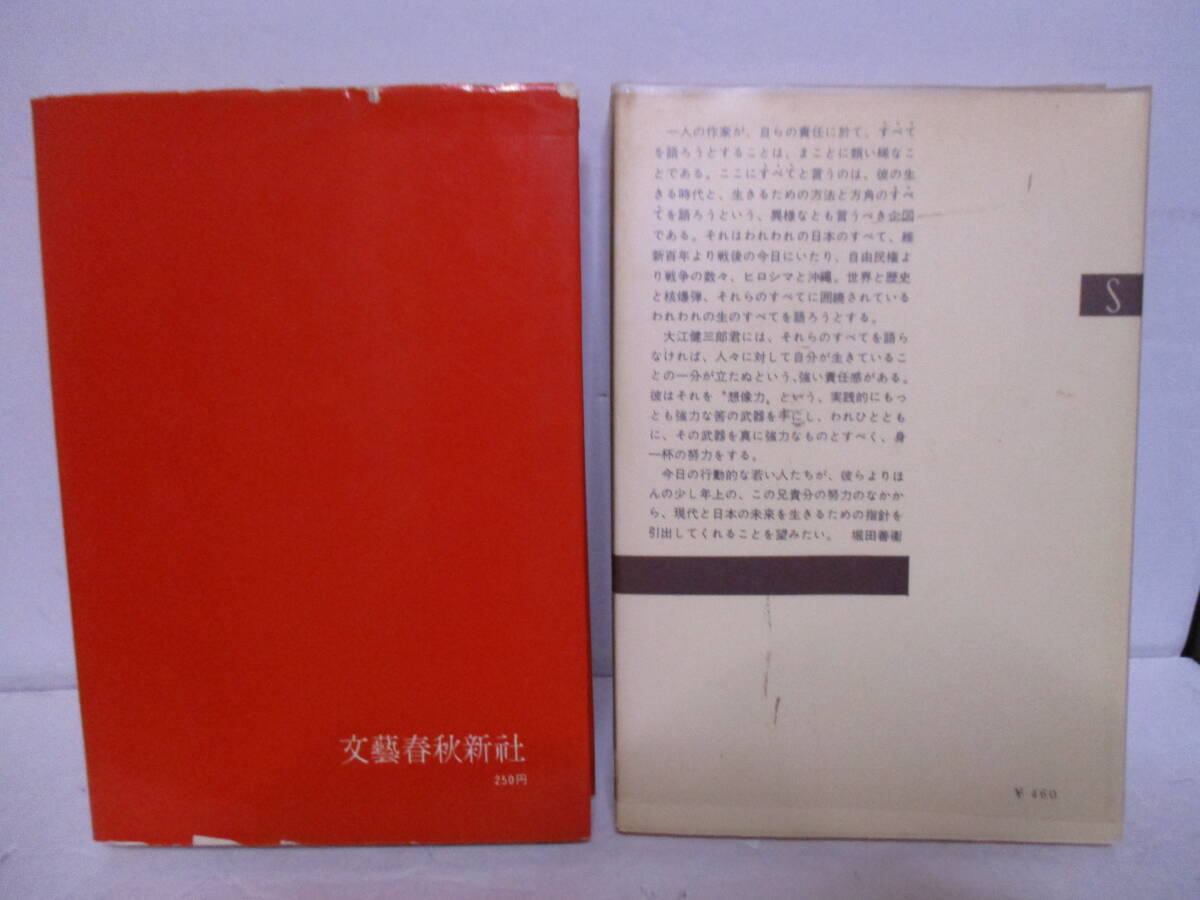 文藝春秋新社
250円
一人の作家が、自らの責任に於て、すべて
を語ろうとすることは、まことに類い稀なこ
とである。ここにすべてと言うのは、彼の生
きる時代と、生きるための方法と方角のすべ
てを語ろうという、異様なとも言うべき企図
である。それはわれわれの日本のすべて、維
新百年より戦後の今日にいたり、自由民権よ
り戦争の数々、ヒロシマと沖縄。世界と歴史
と核爆弾、それらのすべてに囲繞されている
われわれの生のすべてを語ろうとする。
大江健三郎君には、それらのすべてを語ら
なければ、人々に対して自分が生きているこ
との一分が立たぬという、強い責任感がある。
彼はそれを〝想像力〟という、実践的にもっ
とも強力な筈の武器を手にし、われひととも
に、その武器を真に強力なものとすべく、身
一杯の努力をする。
今日の行動的な若い人たちが、彼らよりほ
んの少し年上の、この兄貴分の努力のなかか
ら、現代と日本の未来を生きるための指針を
引出してくれることを望みたい。 堀田善衞
S
¥ 460